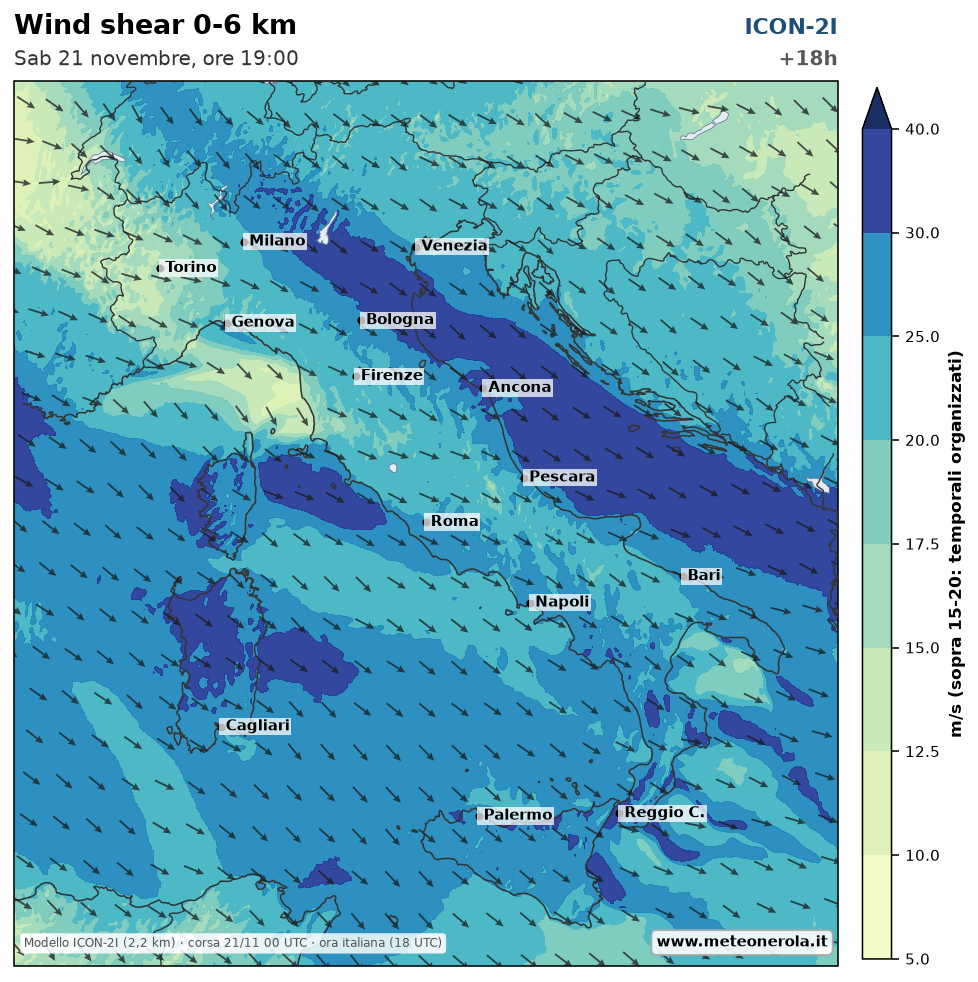 Wind shear 0-6 km
ICON-2I
Sab 21 novembre, ore 19:00
+18h
Milano
Venezia
Torino
Genova
Bologna
Firenze
Ancona
Pescara
Roma
Bari
Napoli
Cagliari
Palermo
Reggio C.
40.0
30.0
25.0
20.0
17.5
15.0
12.5
10.0
5.0
m/s (sopra 15-20: temporali organizzati)
Modello ICON-2I (2,2 km) · corsa 21/11 00 UTC · ora italiana (18 UTC)
www.meteonerola.it